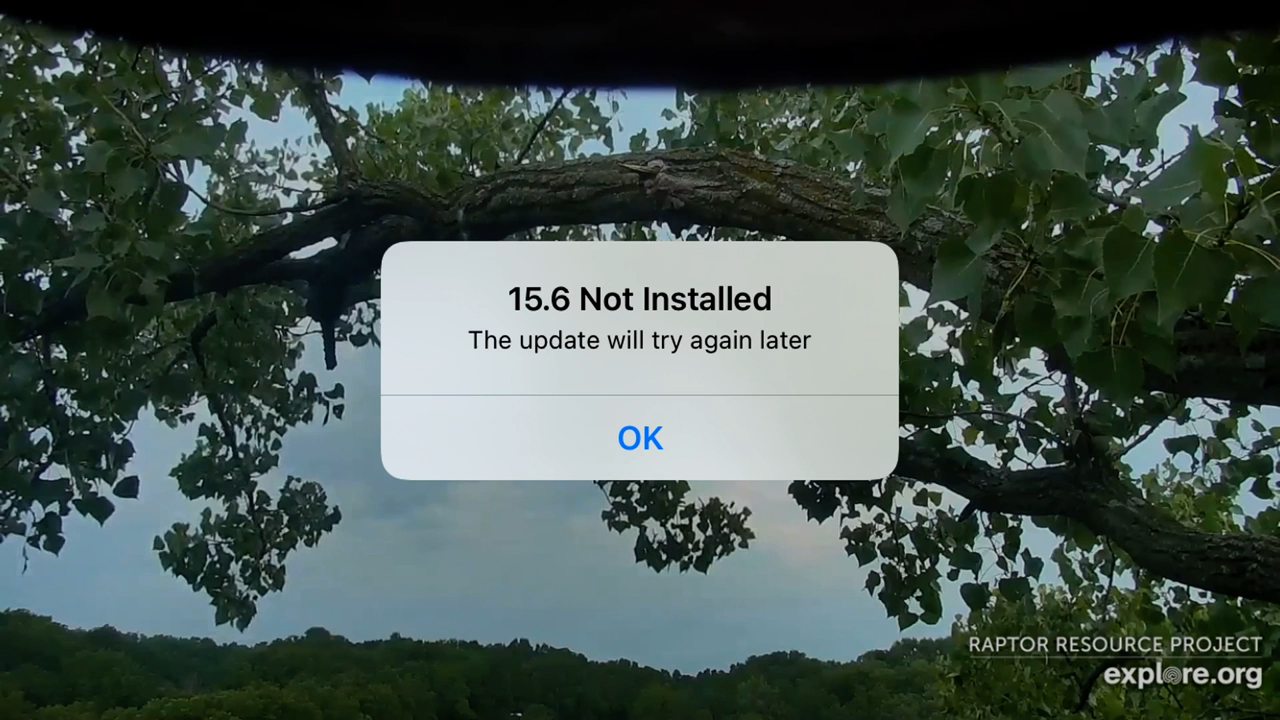 15.6 Not Installed
The update will try again later
OK
RAPTOR RESOURCE PROJECT
explore.org